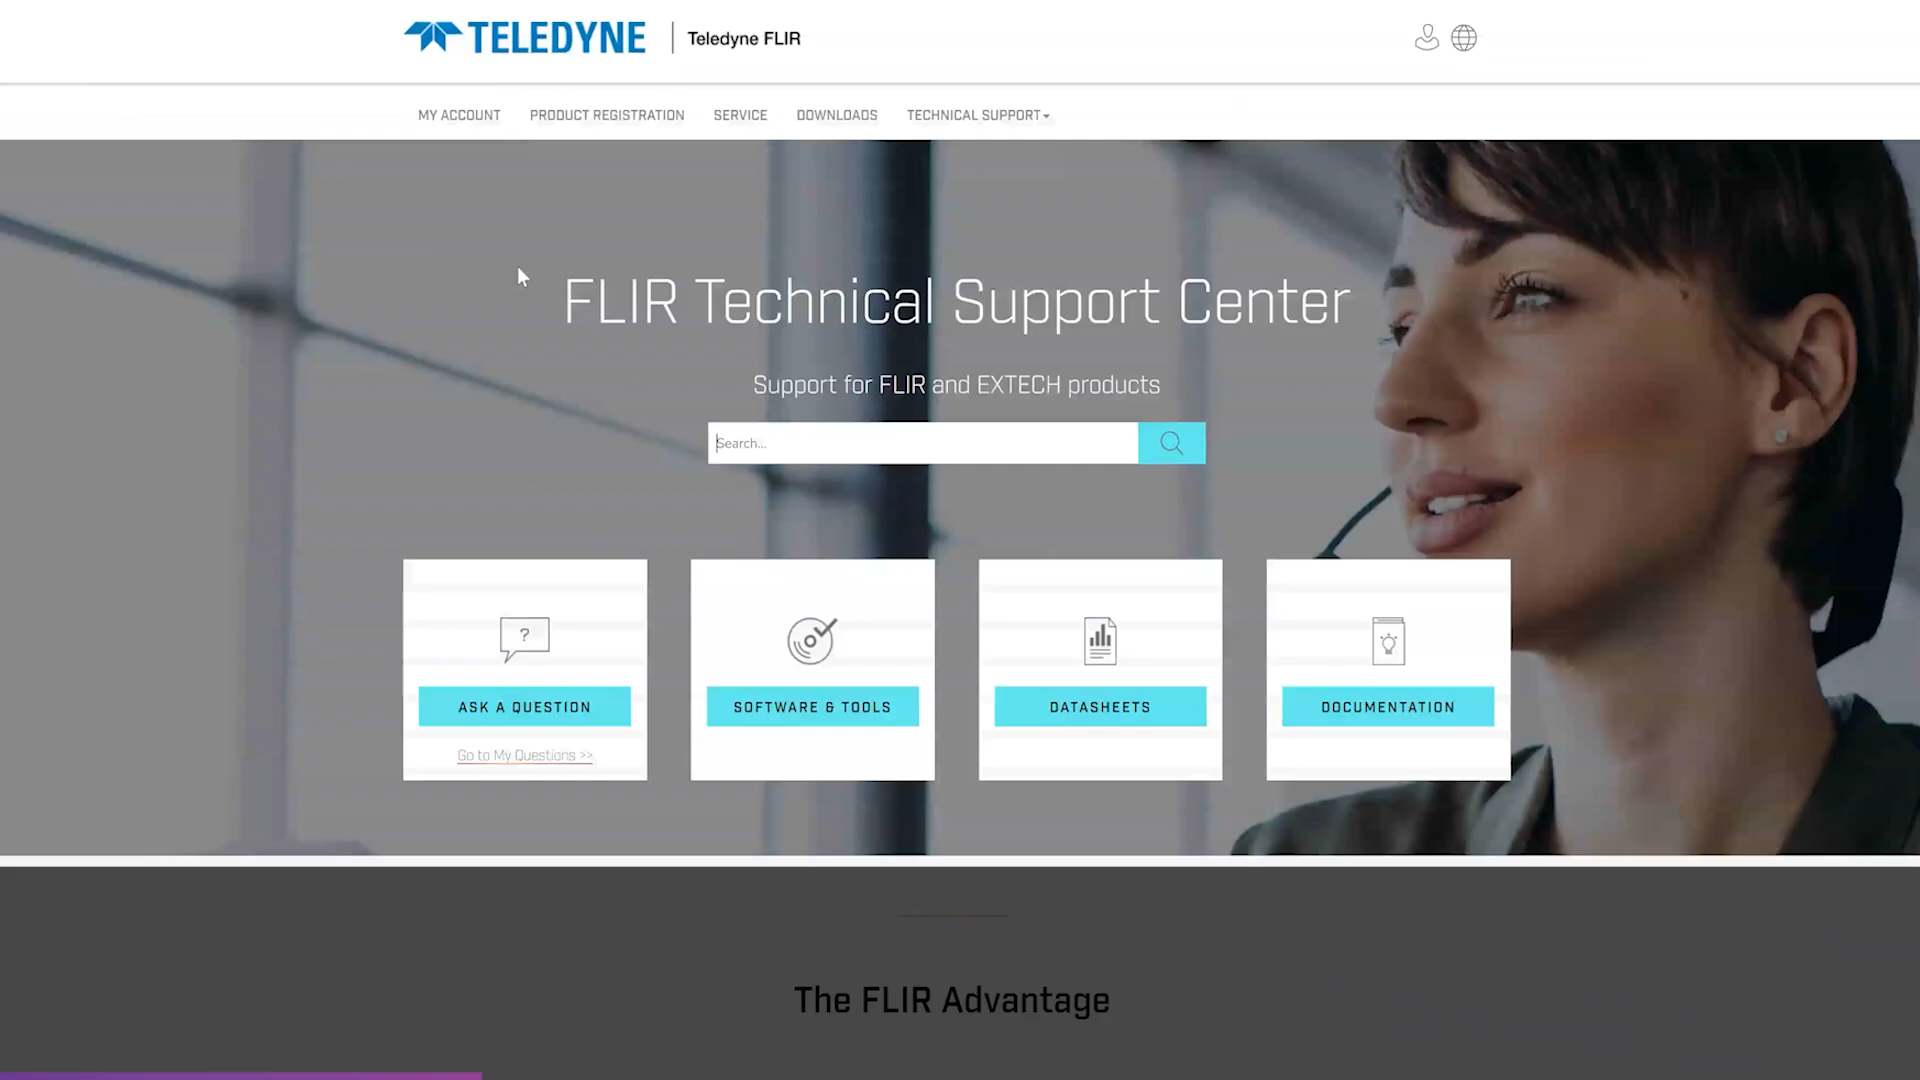 TELEDYNE | Teledyne FLIR
MY ACCOUNT PRODUCT REGISTRATION SERVICE DOWNLOADS TECHNICAL SUPPORT
FLIR Technical Support Center
Support for FLIR and EXTECH products
Search...
?
ASK A QUESTION SOFTWARE & TOOLS DATASHEETS DOCUMENTATION
Go to My Questions >>
The FLIR Advantage